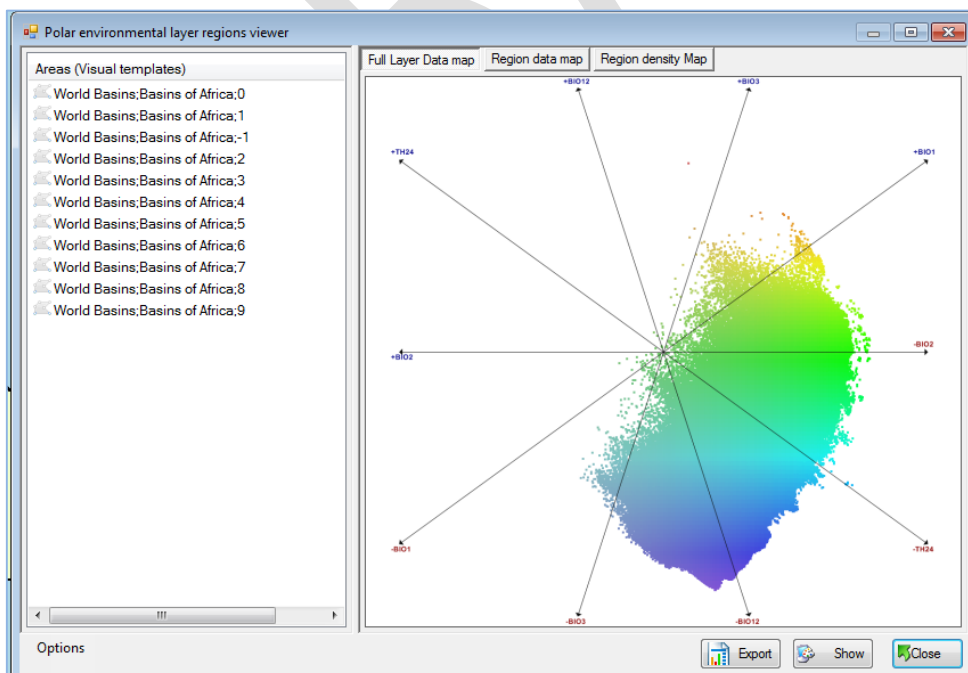 Polar environmental layer regions viewer
Areas (Visual templates)
World Basins;Basins of Africa;0
World Basins;Basins of Africa;1
World Basins;Basins of Africa;-1
World Basins;Basins of Africa;2
World Basins;Basins of Africa;3
World Basins;Basins of Africa;4
World Basins;Basins of Africa;5
World Basins;Basins of Africa;6
World Basins;Basins of Africa;7
World Basins;Basins of Africa;8
World Basins;Basins of Africa;9
Full Layer Data map Region data map Region density Map
+BIO12 +BIO3
+TH24 +BIO1
+BIO2 -BIO2
-BIO1 -TH24
-BIO3 -BIO12
Options Export Show Close